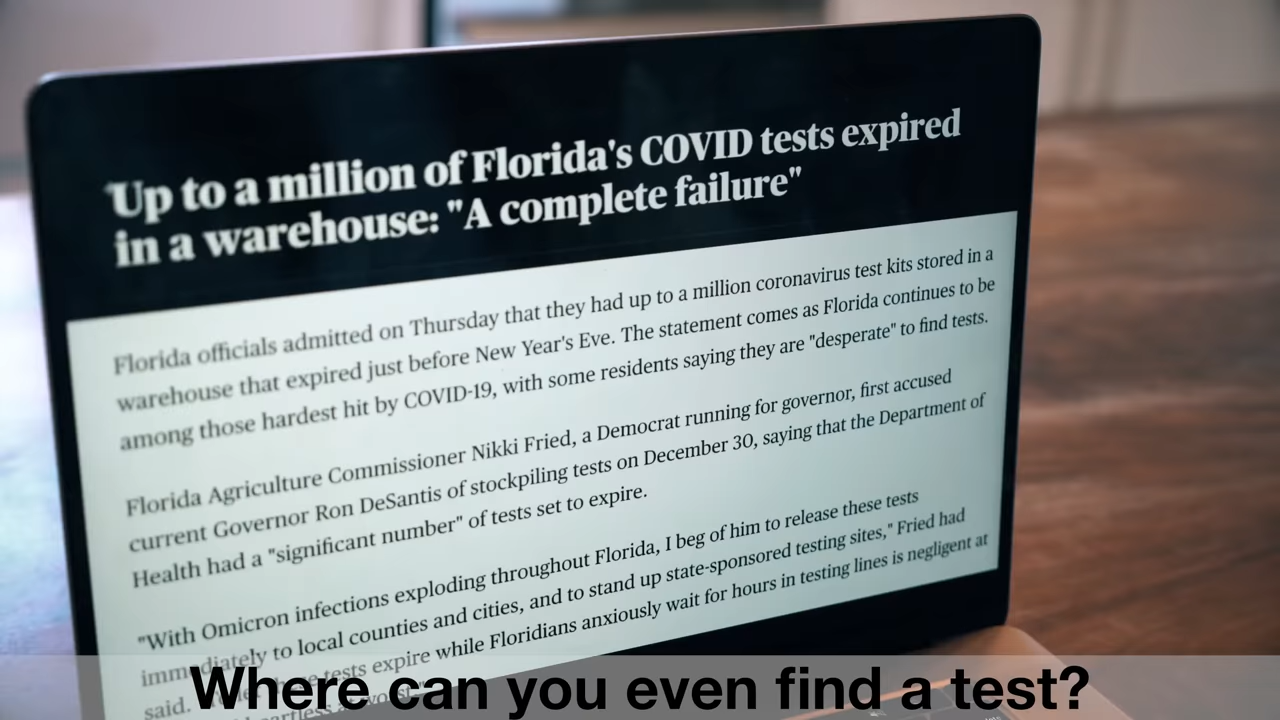 Up to a million of Florida's COVID tests expired
in a warehouse: "A complete failure"
Florida officials admitted on Thursday that they had up to a million coronavirus test kits stored in a
warehouse that expired just before New Year's Eve. The statement comes as Florida continues to be
among those hardest hit by COVID-19, with some residents saying they are "desperate" to find tests.
Florida Agriculture Commissioner Nikki Fried, a Democrat running for governor, first accused
current Governor Ron DeSantis of stockpiling tests on December 30, saying that the Department of
Health had a "significant number" of tests set to expire.
"With Omicron infections exploding throughout Florida, I beg of him to release these tests
immediately to local counties and cities, and to stand up state-sponsored testing sites," Fried had
said. tests expire while Floridians anxiously wait for hours in testing lines is negligent at
Where can you even find a test?